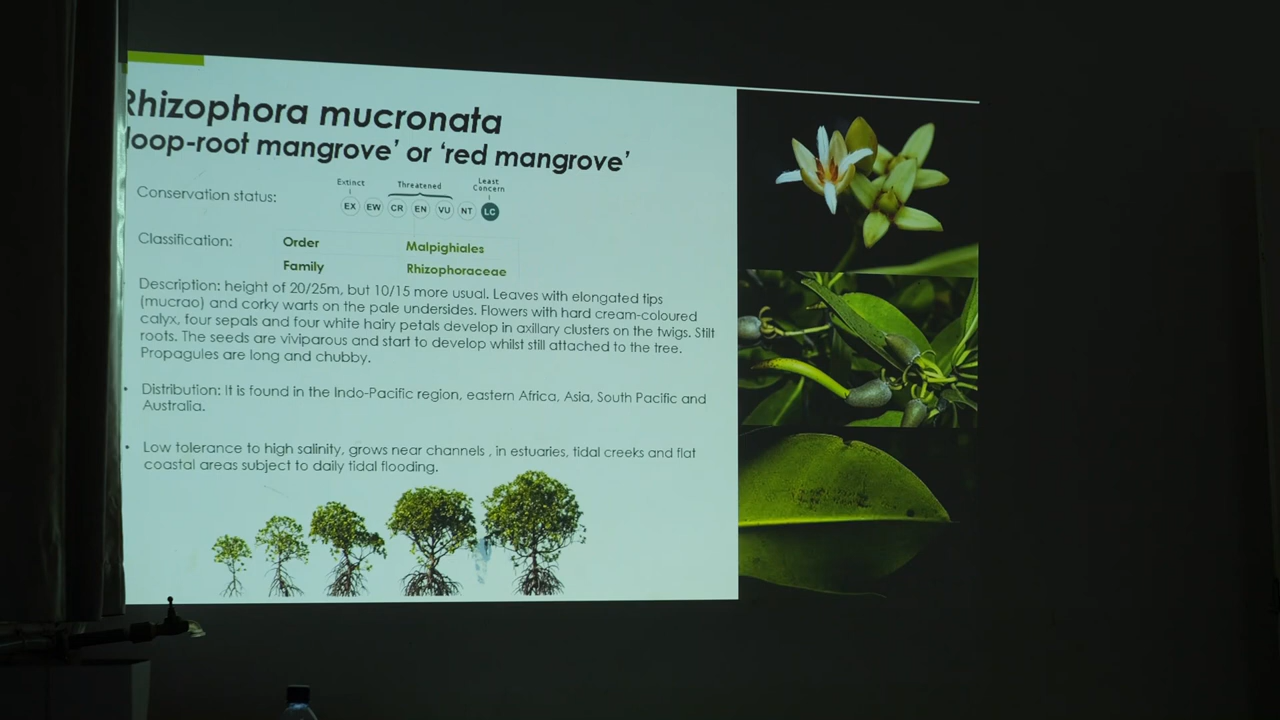 Rhizophora mucronata
'loop-root mangrove' or 'red mangrove'
Conservation status:
Extinct
Threatened
Least Concern
EX EW CR EN VU NT LC
Classification:
Order Malpighiales
Family Rhizophoraceae
Description: height of 20/25m, but 10/15 more usual. Leaves with elongated tips
(mucrao) and corky warts on the pale undersides. Flowers with hard cream-coloured
calyx, four sepals and four white hairy petals develop in axillary clusters on the twigs. Stilt
roots. The seeds are viviparous and start to develop whilst still attached to the tree.
Propagules are long and chubby.
• Distribution: It is found in the Indo-Pacific region, eastern Africa, Asia, South Pacific and
Australia.
• Low tolerance to high salinity, grows near channels , in estuaries, tidal creeks and flat
coastal areas subject to daily tidal flooding.